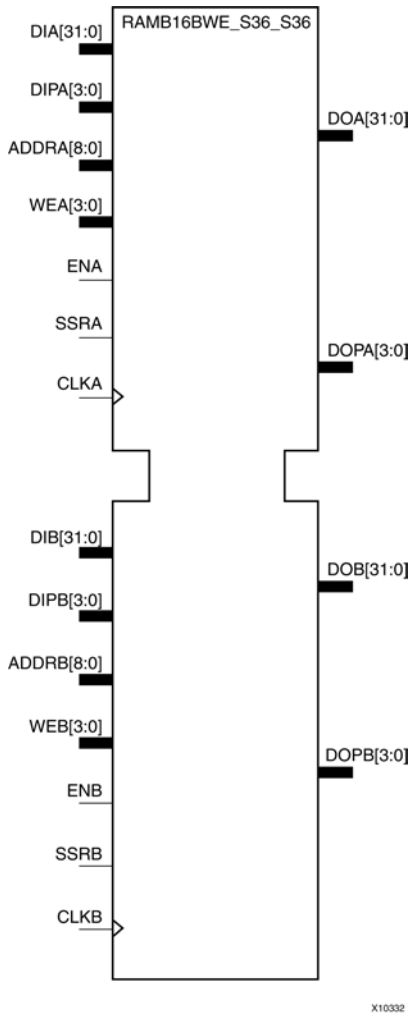 RAMB16BWE_S36_S36
DIA[31:0]
DIPA[3:0]
ADDRA[8:0]
WEA[3:0]
ENA
SSRA
CLKA
DOA[31:0]
DOPA[3:0]
DIB[31:0]
DIPB[3:0]
ADDRB[8:0]
WEB[3:0]
ENB
SSRB
CLKB
DOB[31:0]
DOPB[3:0]
X10332